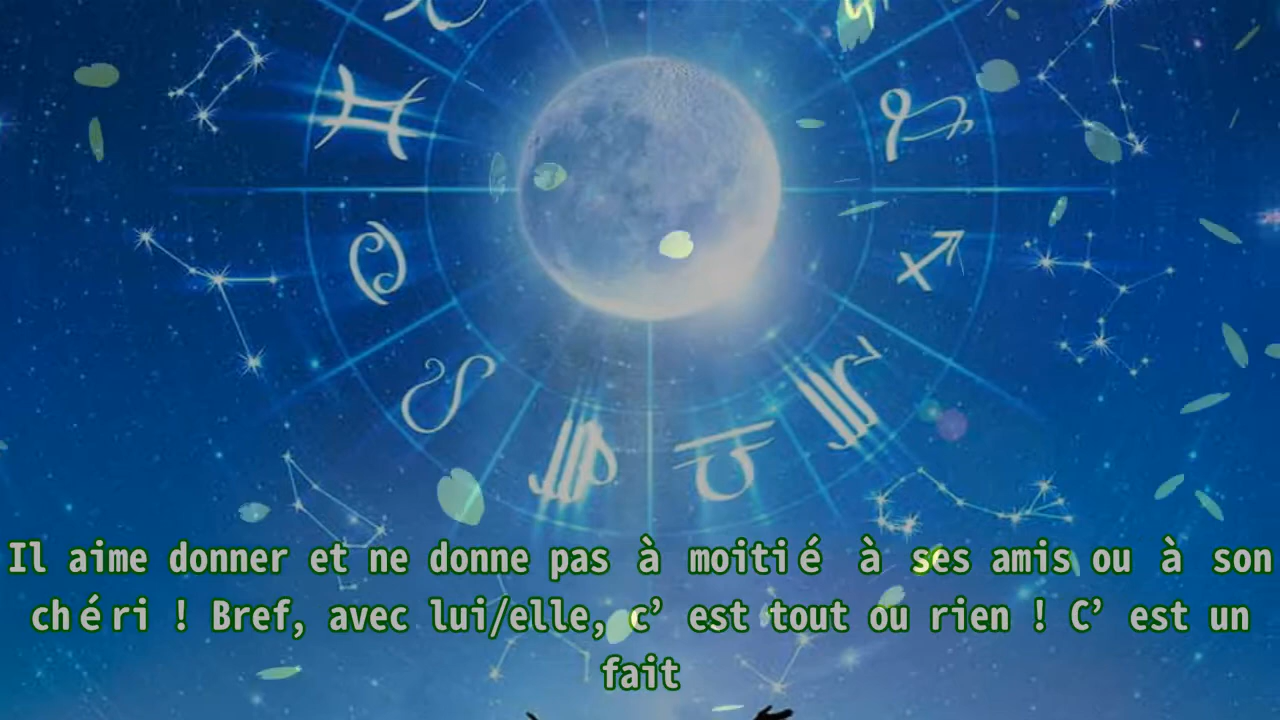 Il aime donner et ne donne pas à moitié à ses amis ou à son
chéri ! Bref, avec lui/elle, c’est tout ou rien ! C’est un
fait